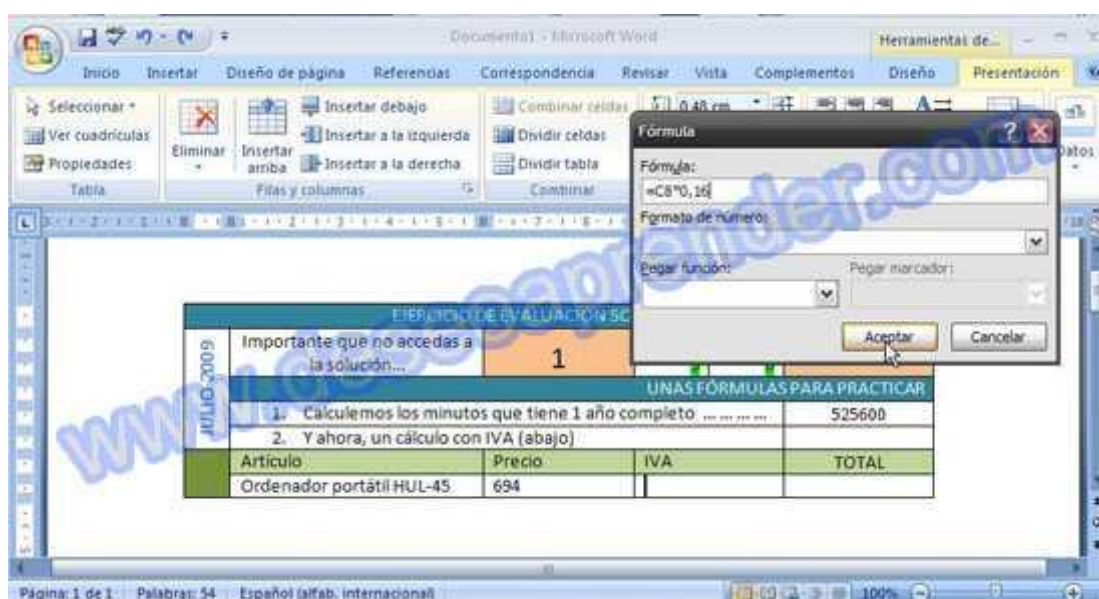 Documento1 - Microsoft Word
Herramientas de...
Inicio Insertar Diseño de página Referencias Correspondencia Revisar Vista Complementos Diseño Presentación
Seleccionar
Ver cuadrículas
Propiedades
Tabla
Eliminar
Insertar arriba
Insertar debajo
Insertar a la izquierda
Insertar a la derecha
Filas y columnas
Combinar celdas
Dividir celdas
Dividir tabla
Combinar
0,48 cm
Datos
Fórmula
Fórmula:
=C8*0,16
Formato de número:
Pegar función:
Pegar marcador:
Aceptar
Cancelar
EJERCICIO DE EVALUACIÓN
JULIO-2009
Importante que no accedas a
la solución...
1
UNAS FÓRMULAS PARA PRACTICAR
1. Calculemos los minutos que tiene 1 año completo ... ... ... ... 525600
2. Y ahora, un cálculo con IVA (abajo)
Artículo Precio IVA TOTAL
Ordenador portátil HUL-45 694
www.deseoaprender.com
Página: 1 de 1 Palabras: 54 Español (alfab. internacional) 100%